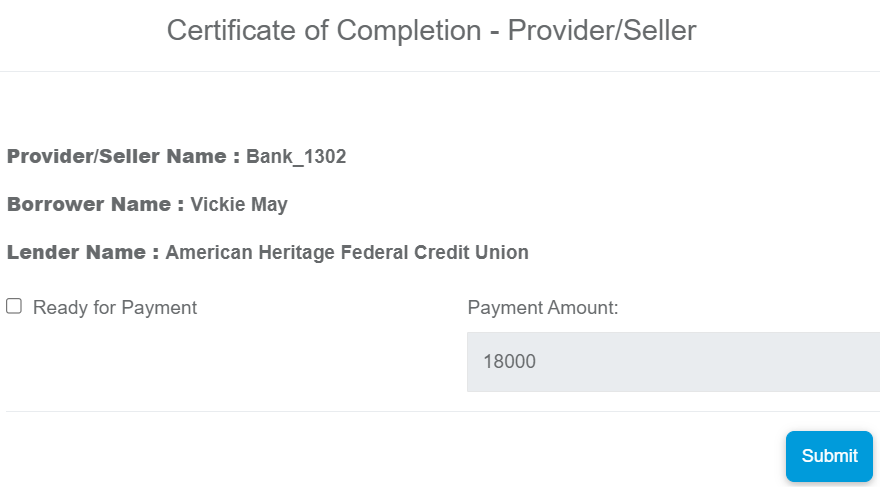 Certificate of Completion - Provider/Seller
Provider/Seller Name : Bank_1302
Borrower Name : Vickie May
Lender Name : American Heritage Federal Credit Union
Ready for Payment
Payment Amount:
18000
Submit